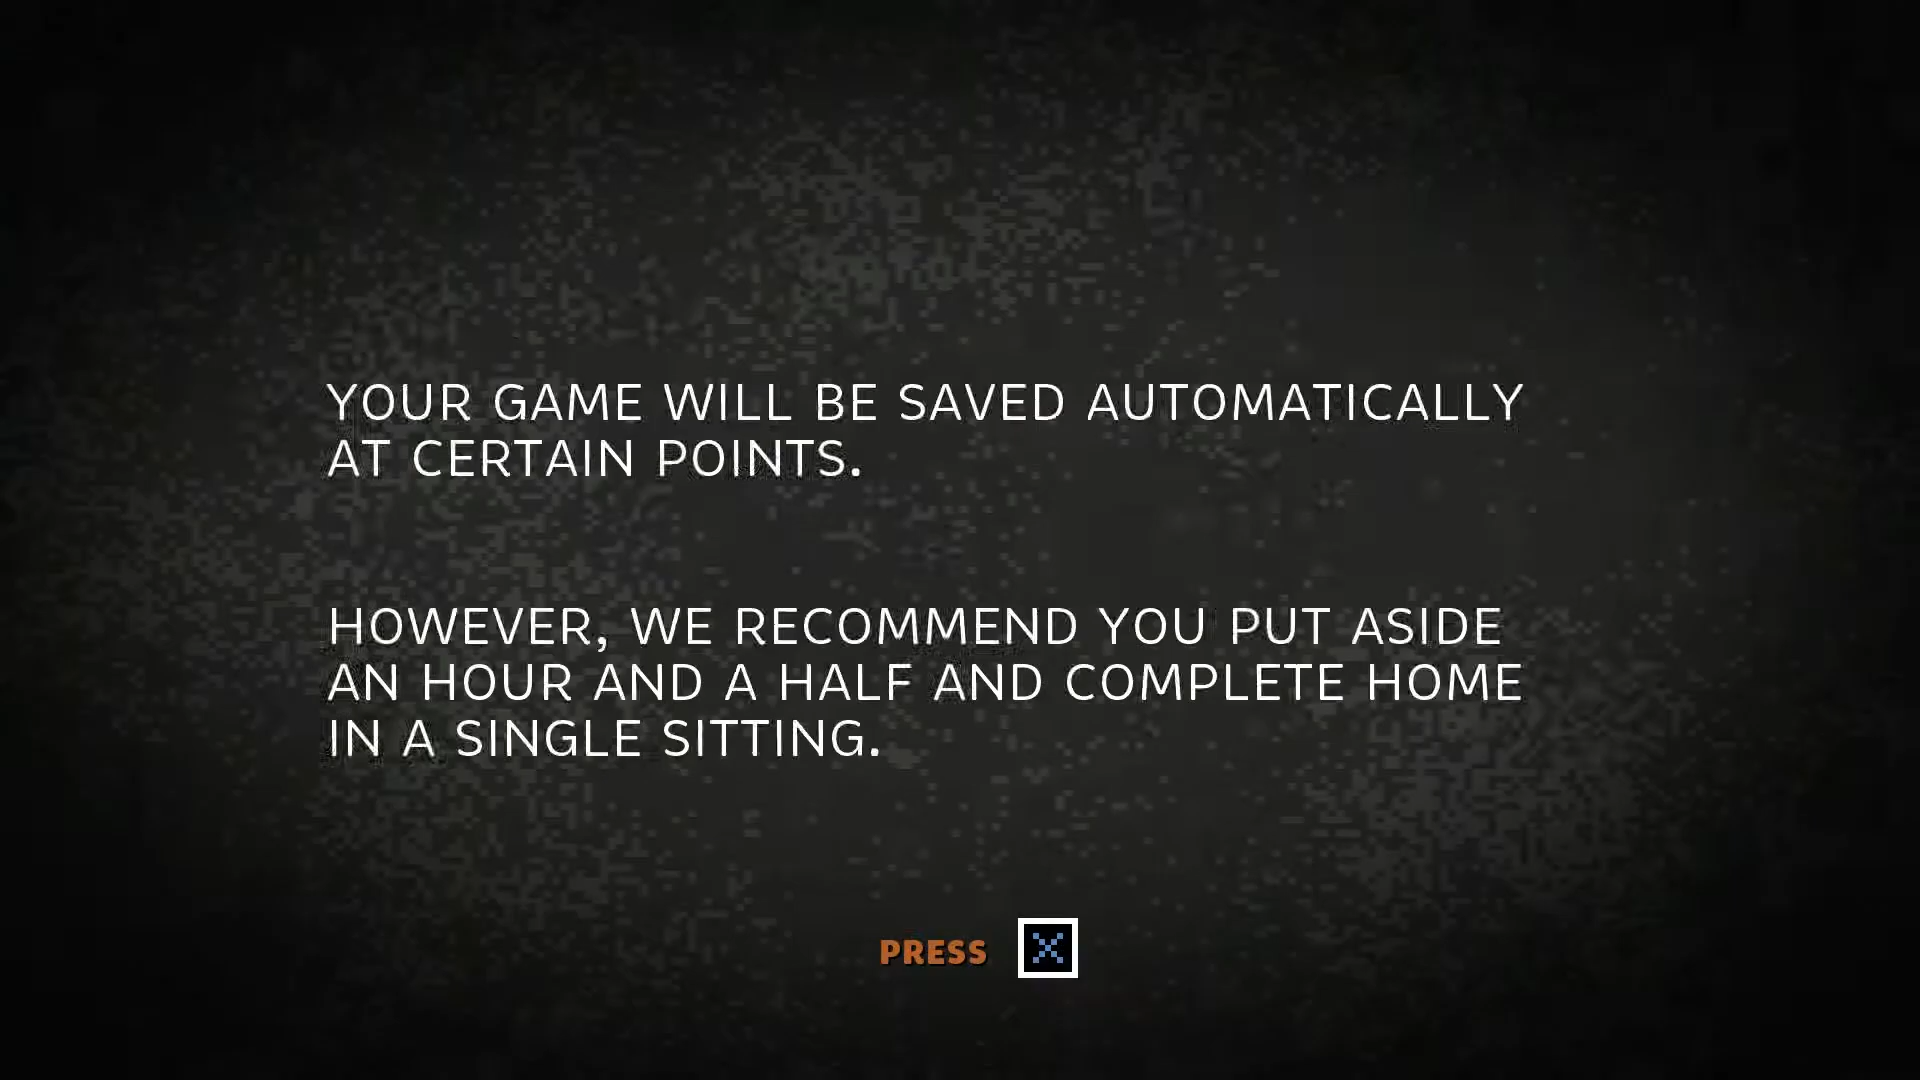 YOUR GAME WILL BE SAVED AUTOMATICALLY
AT CERTAIN POINTS.
HOWEVER, WE RECOMMEND YOU PUT ASIDE
AN HOUR AND A HALF AND COMPLETE HOME
IN A SINGLE SITTING.
PRESS X